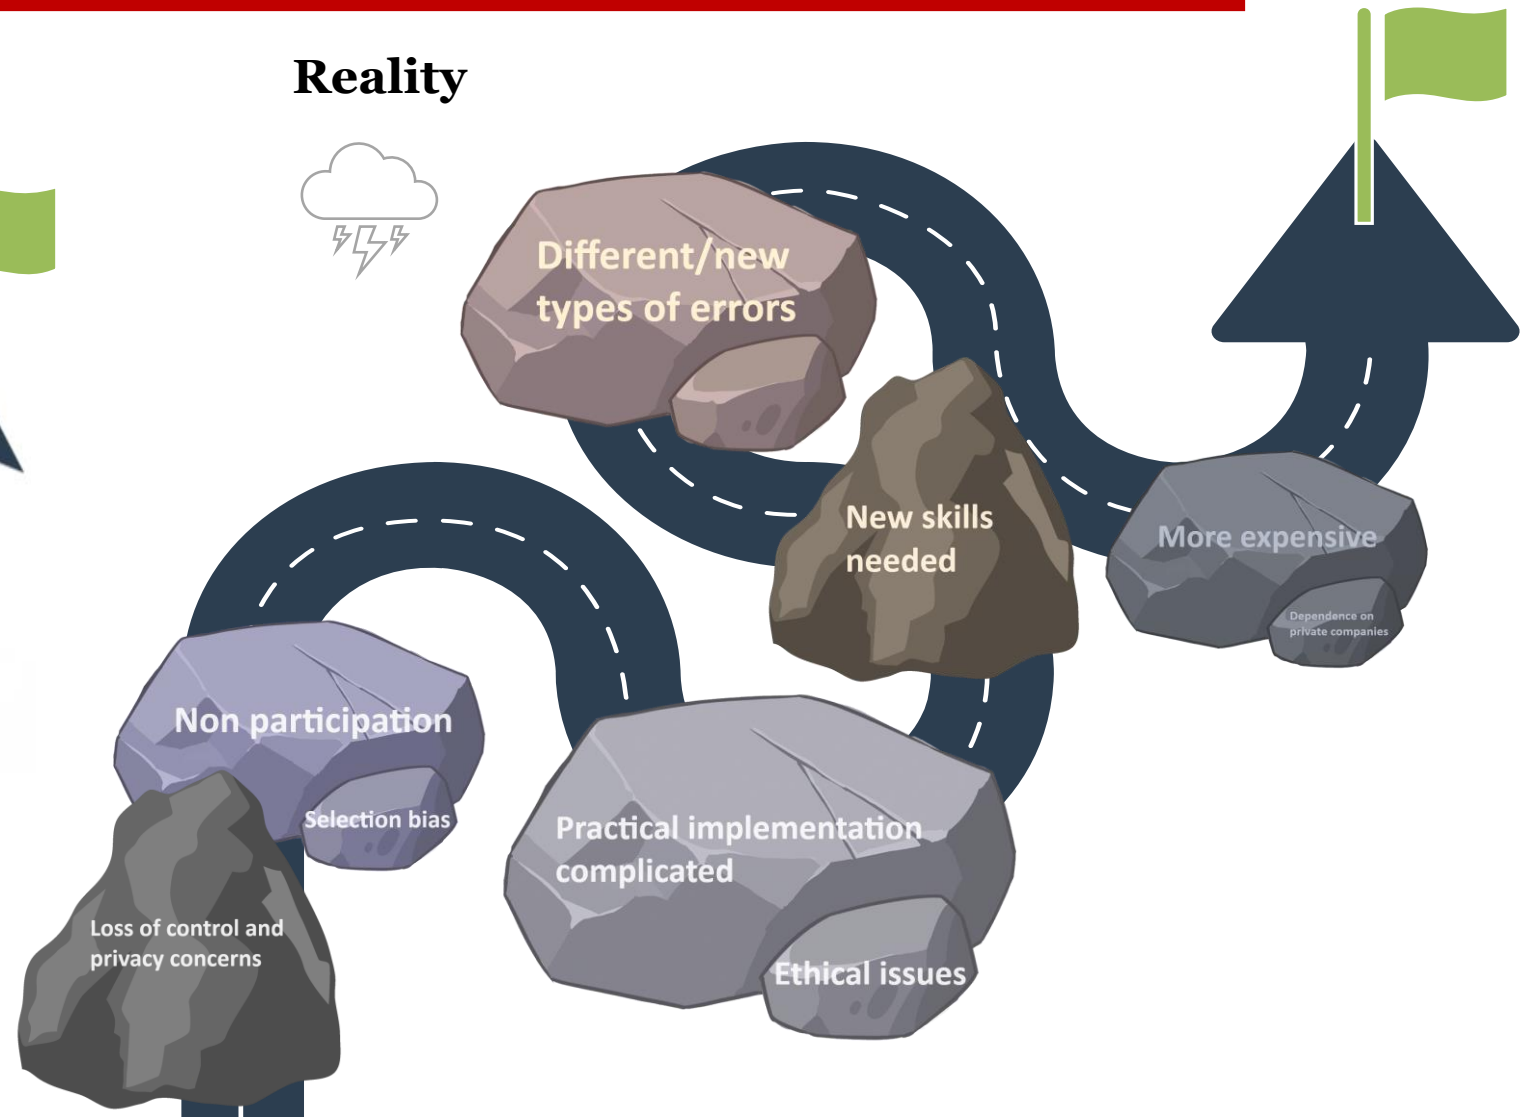 Reality
Different/new
types of errors
New skills
needed
More expensive
Dependence on
private companies
Non participation
Selection bias
Practical implementation
complicated
Loss of control and
privacy concerns
Ethical issues